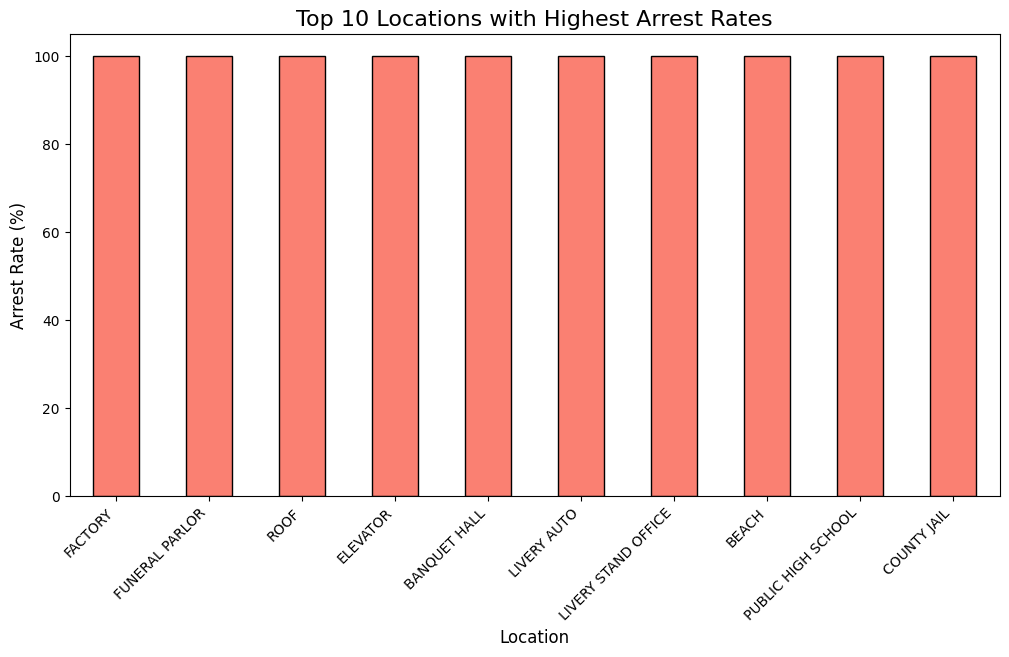 Top 10 Locations with Highest Arrest Rates
Arrest Rate (%)
100
80
60
40
20
0
FACTORY
FUNERAL PARLOR
ROOF
ELEVATOR
BANQUET HALL
LIVERY AUTO
LIVERY STAND OFFICE
BEACH
PUBLIC HIGH SCHOOL
COUNTY JAIL
Location